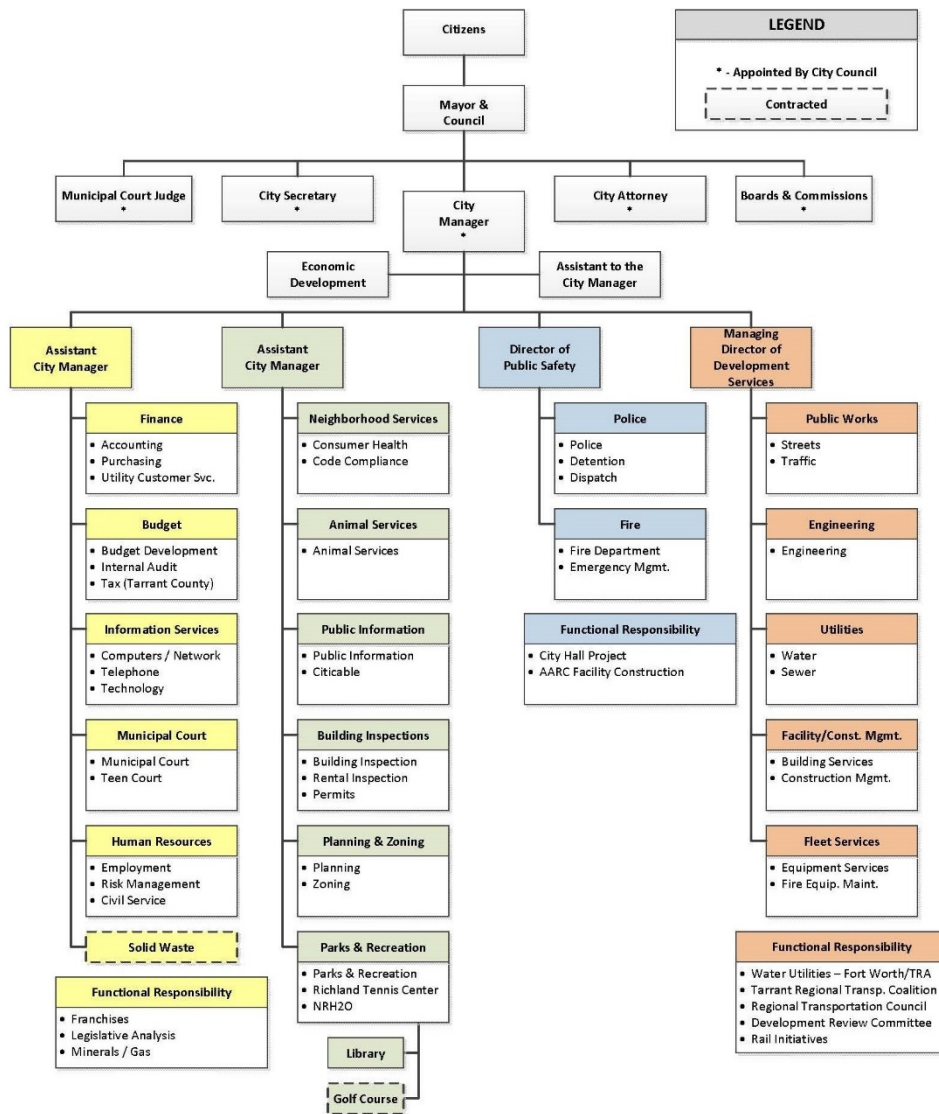 Citizens
LEGEND
* - Appointed By City Council
Contracted
Mayor &
Council
Municipal Court Judge
*
City Secretary
*
City
Manager
*
City Attorney
*
Boards & Commissions
*
Economic
Development
Assistant to the
City Manager
Assistant
City Manager
Finance
• Accounting
• Purchasing
• Utility Customer Svc.
Budget
• Budget Development
• Internal Audit
• Tax (Tarrant County)
Information Services
• Computers / Network
• Telephone
• Technology
Municipal Court
• Municipal Court
• Teen Court
Human Resources
• Employment
• Risk Management
• Civil Service
Solid Waste
Functional Responsibility
• Franchises
• Legislative Analysis
• Minerals / Gas
Assistant
City Manager
Neighborhood Services
• Consumer Health
• Code Compliance
Animal Services
• Animal Services
Public Information
• Public Information
• Citicable
Building Inspections
• Building Inspection
• Rental Inspection
• Permits
Planning & Zoning
• Planning
• Zoning
Parks & Recreation
• Parks & Recreation
• Richland Tennis Center
• NRH2O
Library
Golf Course
Director of
Public Safety
Police
• Police
• Detention
• Dispatch
Fire
• Fire Department
• Emergency Mgmt.
Functional Responsibility
• City Hall Project
• AARC Facility Construction
Managing
Director of
Development
Services
Public Works
• Streets
• Traffic
Engineering
• Engineering
Utilities
• Water
• Sewer
Facility/Const. Mgmt.
• Building Services
• Construction Mgmt.
Fleet Services
• Equipment Services
• Fire Equip. Maint.
Functional Responsibility
• Water Utilities – Fort Worth/TRA
• Tarrant Regional Transp. Coalition
• Regional Transportation Council
• Development Review Committee
• Rail Initiatives